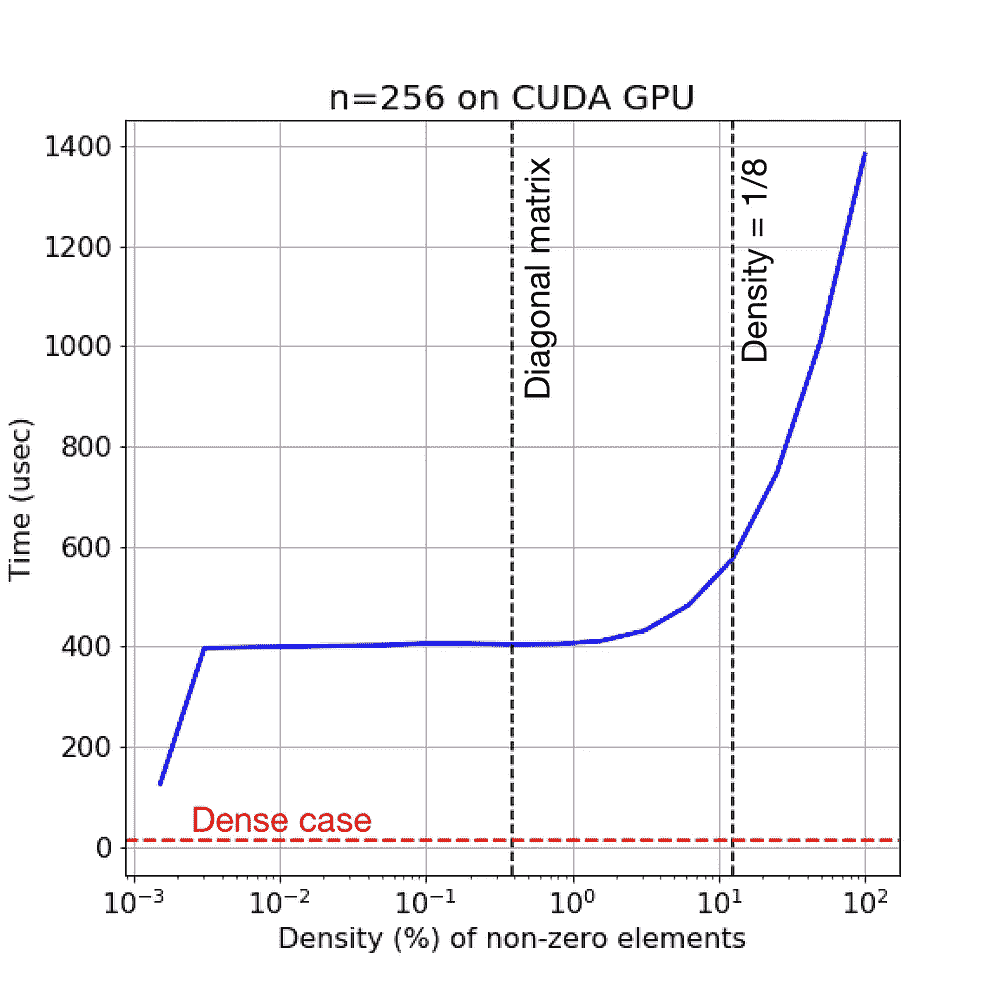 n=256 on CUDA GPU
1400
1200
1000
800
600
400
200
0
Time (usec)
Diagonal matrix
Density = 1/8
Dense case
10⁻³ 10⁻² 10⁻¹ 10⁰ 10¹ 10²
Density (%) of non-zero elements